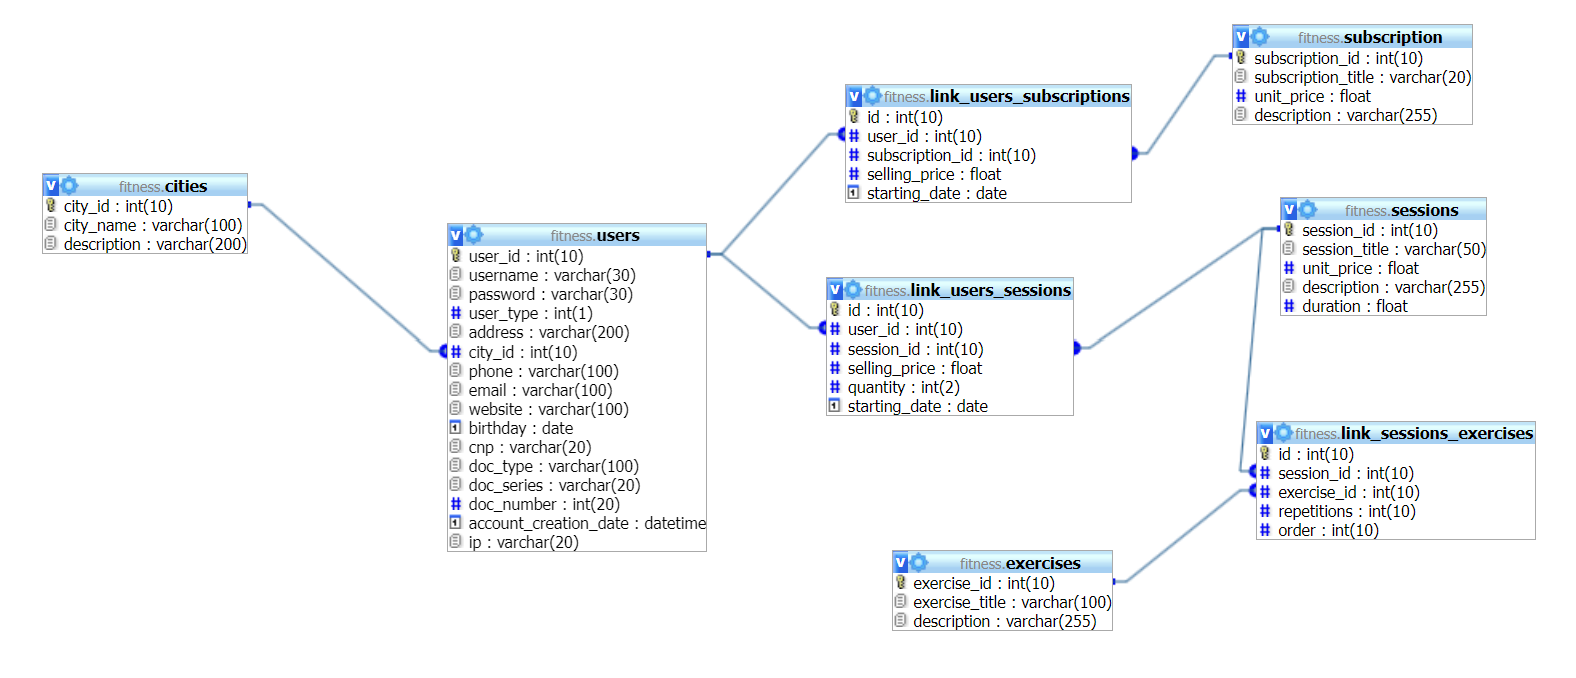 fitness.cities
city_id : int(10)
city_name : varchar(100)
description : varchar(200)
fitness.users
user_id : int(10)
username : varchar(30)
password : varchar(30)
user_type : int(1)
address : varchar(200)
city_id : int(10)
phone : varchar(100)
email : varchar(100)
website : varchar(100)
birthday : date
cnp : varchar(20)
doc_type : varchar(100)
doc_series : varchar(20)
doc_number : int(20)
account_creation_date : datetime
ip : varchar(20)
fitness.link_users_subscriptions
id : int(10)
user_id : int(10)
subscription_id : int(10)
selling_price : float
starting_date : date
fitness.link_users_sessions
id : int(10)
user_id : int(10)
session_id : int(10)
selling_price : float
quantity : int(2)
starting_date : date
fitness.exercises
exercise_id : int(10)
exercise_title : varchar(100)
description : varchar(255)
fitness.subscription
subscription_id : int(10)
subscription_title : varchar(20)
unit_price : float
description : varchar(255)
fitness.sessions
session_id : int(10)
session_title : varchar(50)
unit_price : float
description : varchar(255)
duration : float
fitness.link_sessions_exercises
id : int(10)
session_id : int(10)
exercise_id : int(10)
repetitions : int(10)
order : int(10)